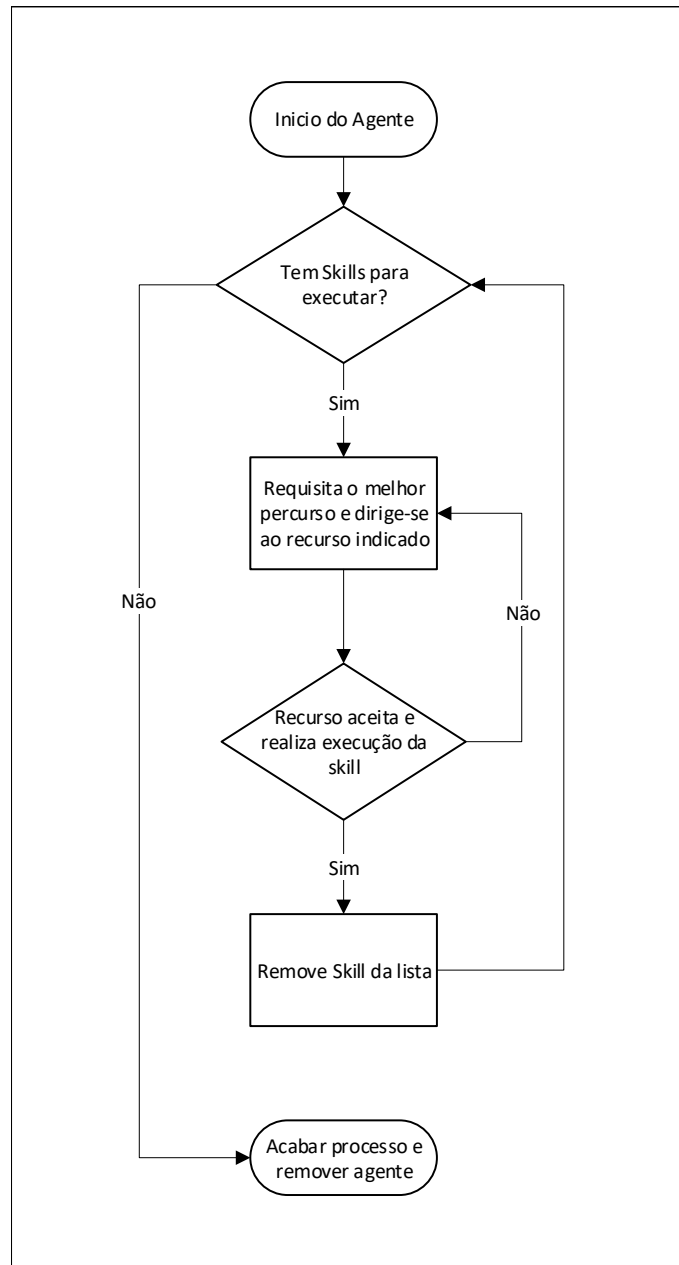 Inicio do Agente
Tem Skills para
executar?
Sim
Requisita o melhor
percurso e dirige-se
ao recurso indicado
Não
Não
Recurso aceita e
realiza execução da
skill
Sim
Remove Skill da lista
Acabar processo e
remover agente